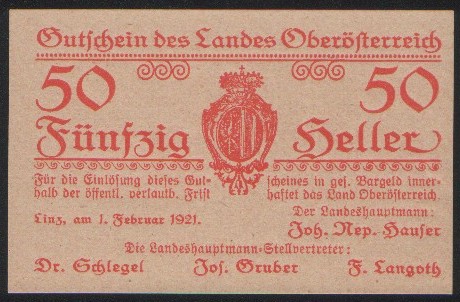 Gutschein des Landes Oberösterreich
50 50
Fünfzig Heller
Für die Einlösung dieses Gut- scheines in ges. Bargeld inner-
halb der öffentl. verlautb. Frist haftet das Land Oberösterreich.
Linz, am 1. Februar 1921.
Der Landeshauptmann:
Joh. Nep. Hauser
Die Landeshauptmann-Stellvertreter:
Dr. Schlegel Jos. Gruber F. Langoth